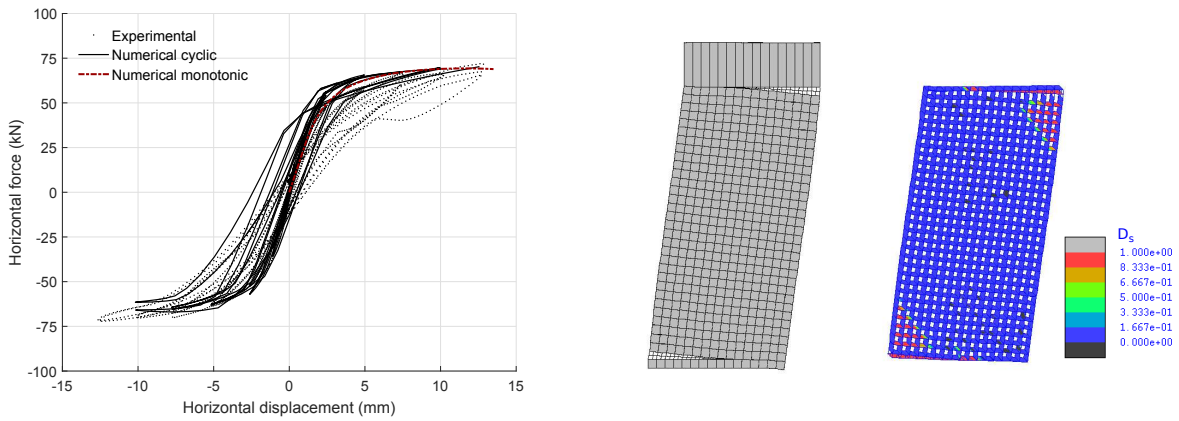 100
75
50
25
0
-25
-50
-75
-100
Horizontal force (kN)
Experimental
Numerical cyclic
Numerical monotonic
-15 -10 -5 0 5 10 15
Horizontal displacement (mm)
Ds
1.000e+00
8.333e-01
6.667e-01
5.000e-01
3.333e-01
1.667e-01
0.000e+00